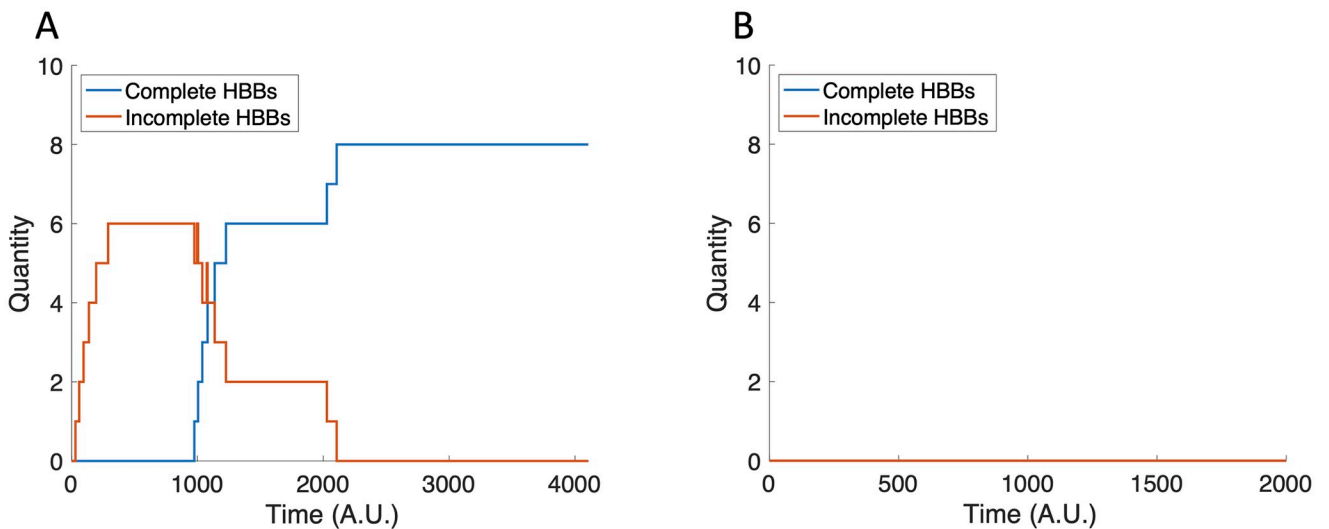 A
10
8
6
4
2
0
Quantity
Complete HBBs
Incomplete HBBs
0 1000 2000 3000 4000
Time (A.U.)
B
10
8
6
4
2
0
Quantity
Complete HBBs
Incomplete HBBs
0 500 1000 1500 2000
Time (A.U.)